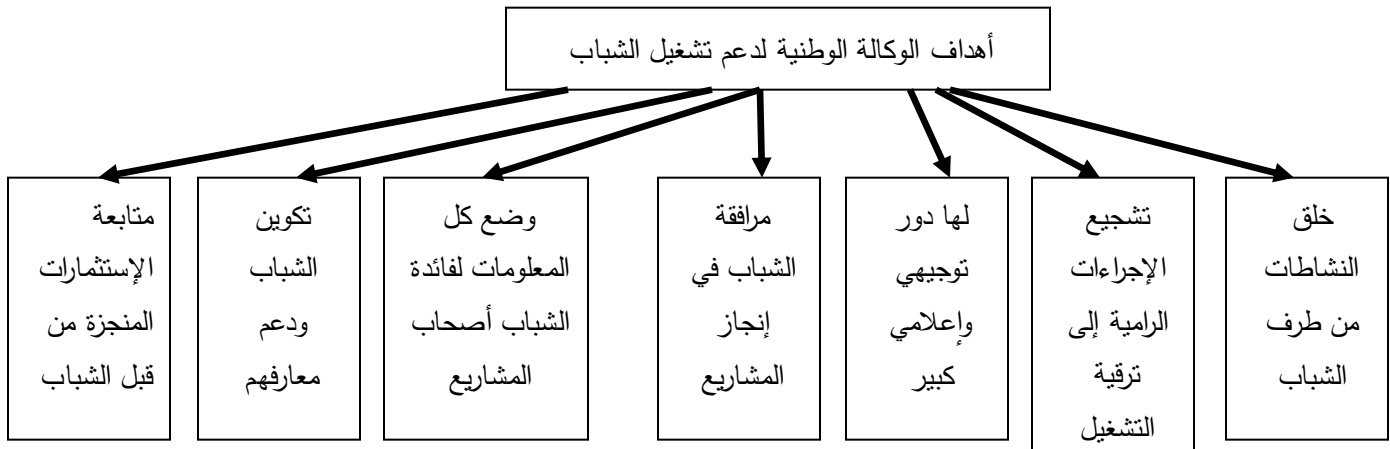 أهداف الوكالة الوطنية لدعم تشغيل الشباب
خلق
النشاطات
من طرف
الشباب
تشجيع
الإجراءات
الرامية إلى
ترقية
التشغيل
لها دور
توجيهي
وإعلامي
كبير
مرافقة
الشباب في
إنجاز
المشاريع
وضع كل
المعلومات لفائدة
الشباب أصحاب
المشاريع
تكوين
الشباب
ودعم
معارفهم
متابعة
الإستثمارات
المنجزة من
قبل الشباب